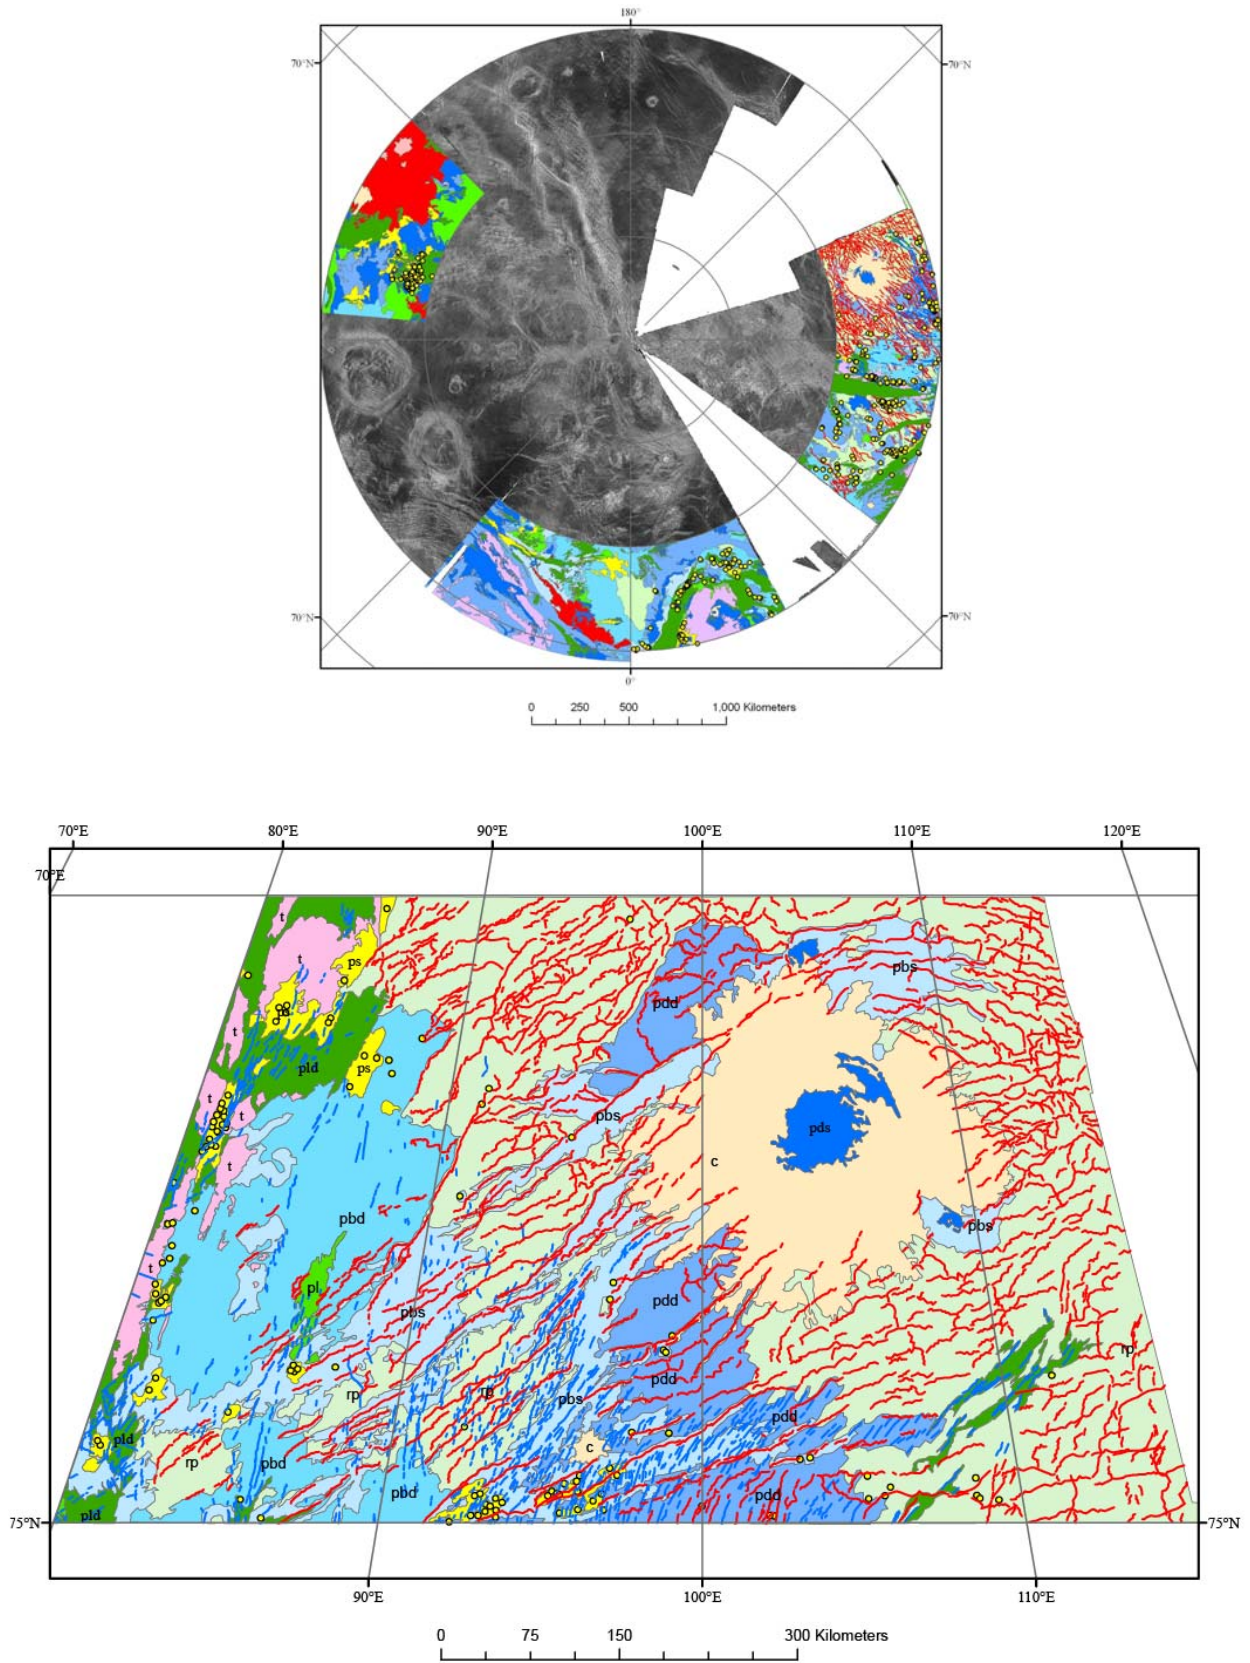 180°
70°N 70°N
70°N 70°N
0°
0 250 500 1,000 Kilometers
70°E 80°E 90°E 100°E 110°E 120°E
70°E
t
t ps pdd pbs
t
pld ps
t t pbs pds
t c
pbd pbs
t pl pbs pdd
rp
rp rp pbs pdd
pdd
pld c
rp pbd
pbd pdd
pld
75°N 75°N
90°E 100°E 110°E
0 75 150 300 Kilometers